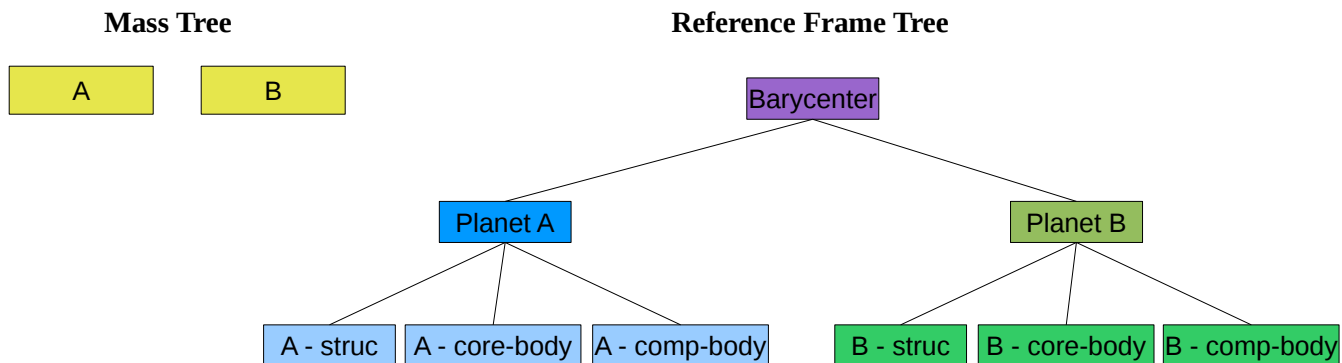 Mass Tree
Reference Frame Tree
A
B
Barycenter
Planet A
Planet B
A - struc
A - core-body
A - comp-body
B - struc
B - core-body
B - comp-body